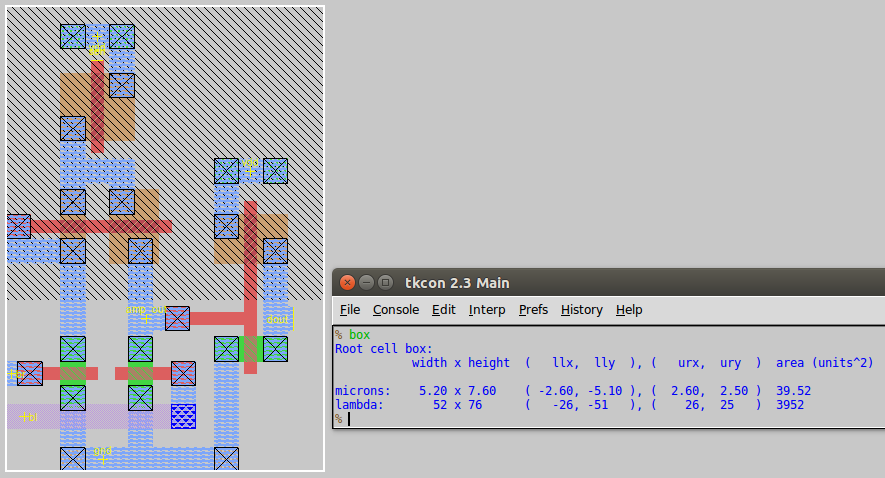 vdd
tkcon 2.3 Main
File Console Edit Interp Prefs History Help
% box
Root cell box:
width x height ( llx, lly ), ( urx, ury ) area (units^2)
microns: 5.20 x 7.60 ( -2.60, -5.10 ), ( 2.60, 2.50 ) 39.52
lambda: 52 x 76 ( -26, -51 ), ( 26, 25 ) 3952
%
dout
bl
gnd